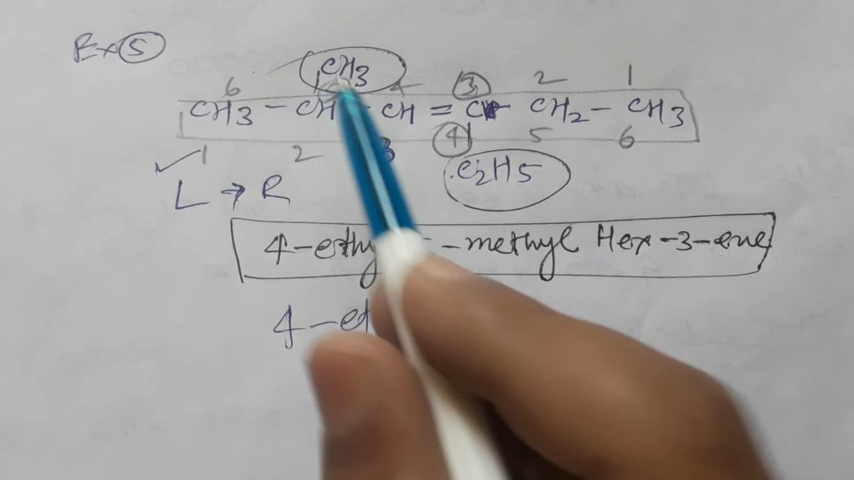 Ex 5
CH3
6 4 3 2 1
CH3 - CH - CH = C - CH2 - CH3
1 2 3 4 5 6
C2H5
L → R
4-ethyl -methyl Hex-3-ene
4-et